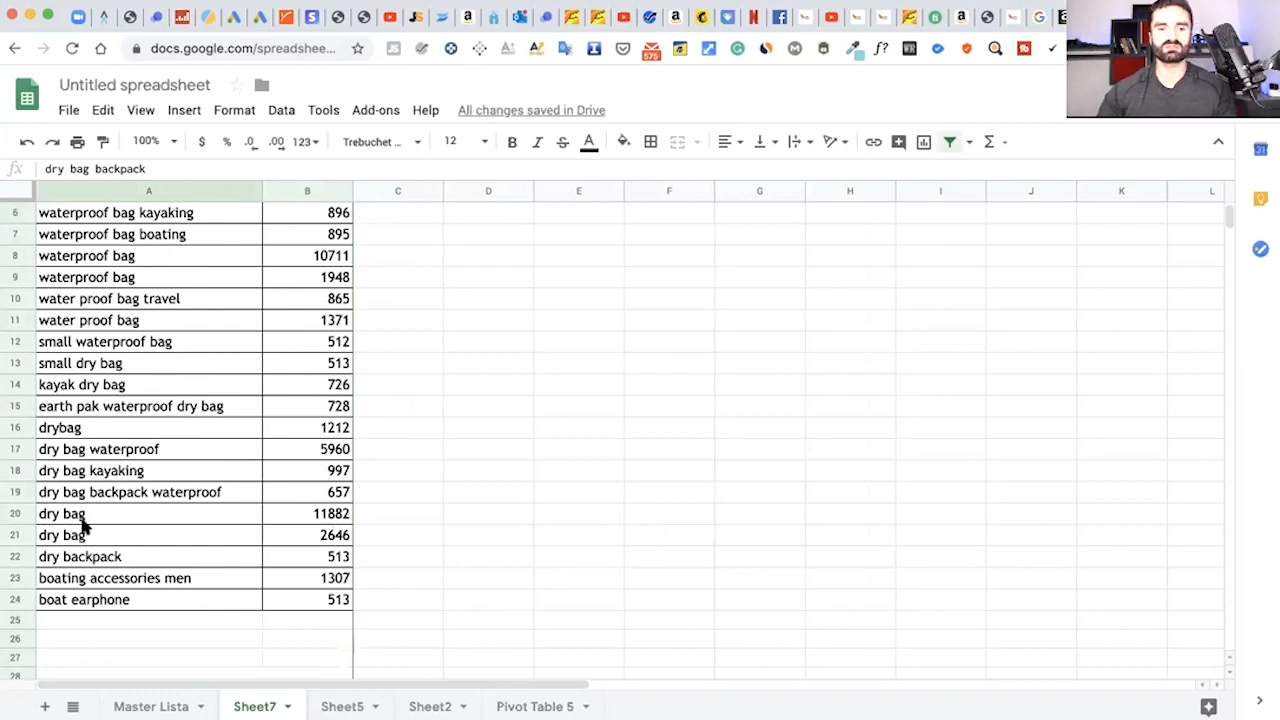 docs.google.com/spreadshee...
575
Untitled spreadsheet
File Edit View Insert Format Data Tools Add-ons Help All changes saved in Drive
100% $ % .0 .00 123 Trebuchet ... 12 B I S A
fx dry bag backpack
A B C D E F G H I J K L
6 waterproof bag kayaking 896
7 waterproof bag boating 895
8 waterproof bag 10711
9 waterproof bag 1948
10 water proof bag travel 865
11 water proof bag 1371
12 small waterproof bag 512
13 small dry bag 513
14 kayak dry bag 726
15 earth pak waterproof dry bag 728
16 drybag 1212
17 dry bag waterproof 5960
18 dry bag kayaking 997
19 dry bag backpack waterproof 657
20 dry bag 11882
21 dry bag 2646
22 dry backpack 513
23 boating accessories men 1307
24 boat earphone 513
25
26
27
28
Master Lista Sheet7 Sheet5 Sheet2 Pivot Table 5